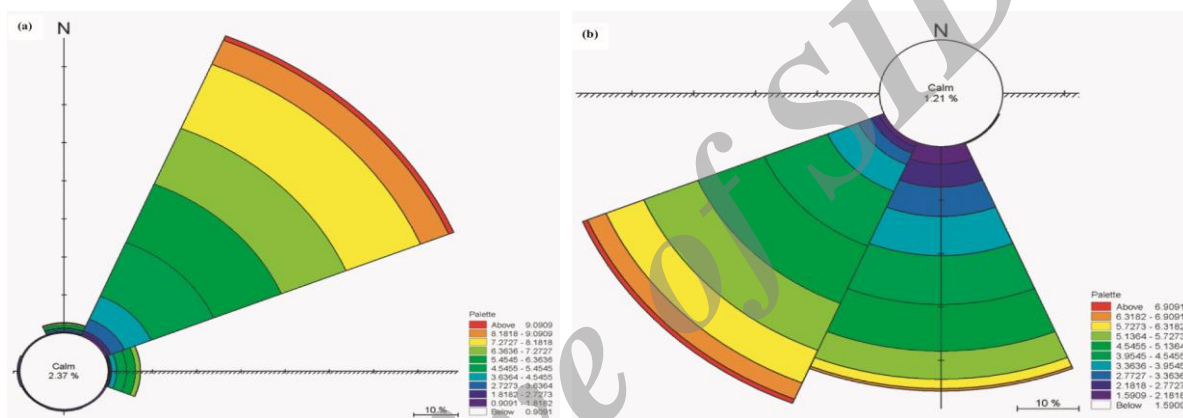 (a)
N
Calm
2.37 %
Palette
Above 9.0909
8.1818 - 9.0909
7.2727 - 8.1818
6.3636 - 7.2727
5.4545 - 6.3636
4.5455 - 5.4545
3.6364 - 4.5455
2.7273 - 3.6364
1.8182 - 2.7273
0.9091 - 1.8182
Below 0.9091
10 %
(b)
N
Calm
1.21 %
Palette
Above 6.9091
6.3182 - 6.9091
5.7273 - 6.3182
5.1364 - 5.7273
4.5455 - 5.1364
3.9545 - 4.5455
3.3636 - 3.9545
2.7727 - 3.3636
2.1818 - 2.7727
1.5909 - 2.1818
Below 1.5909
10 %
of SID